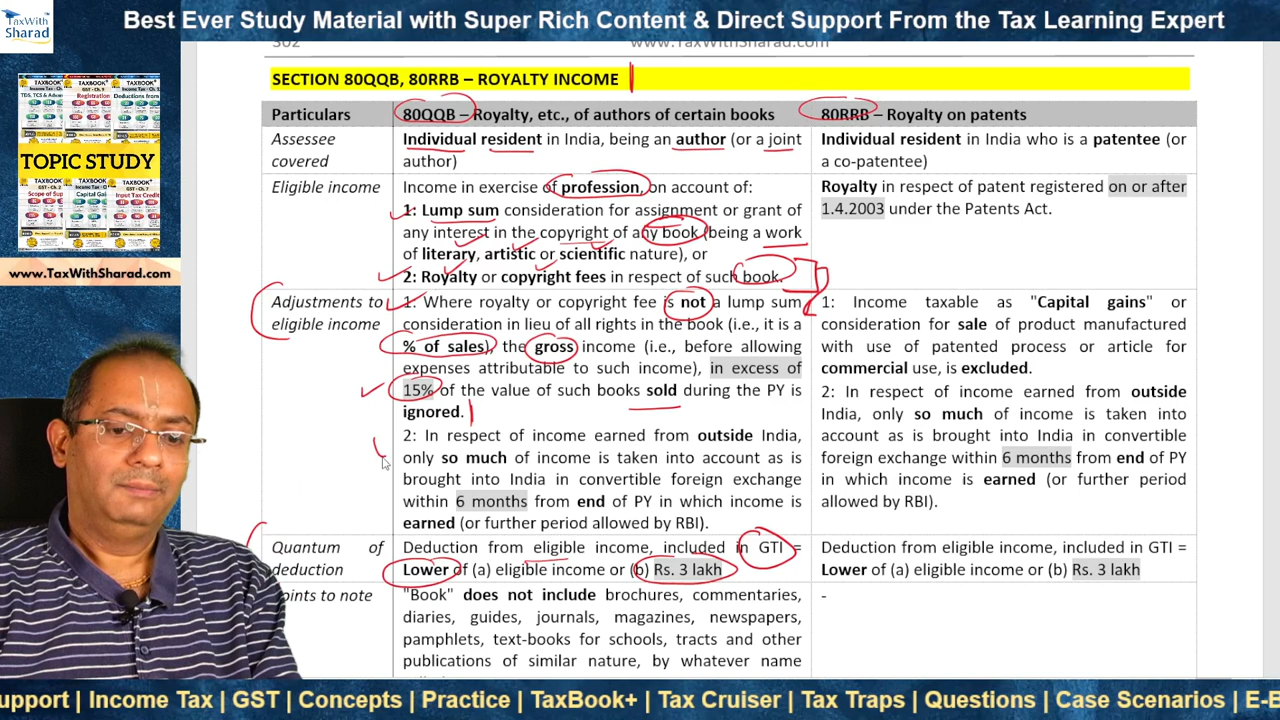 Best Ever Study Material with Super Rich Content & Direct Support From the Tax Learning Expert
TaxWith
Sharad
TOPIC STUDY
www.TaxWithSharad.com
302
www.TaxWithSharad.com
SECTION 80QQB, 80RRB – ROYALTY INCOME
Particulars
80QQB – Royalty, etc., of authors of certain books
80RRB – Royalty on patents
Assessee
covered
Individual resident in India, being an author (or a joint
author)
Individual resident in India who is a patentee (or
a co-patentee)
Eligible income
Income in exercise of profession, on account of:
1: Lump sum consideration for assignment or grant of
any interest in the copyright of any book (being a work
of literary, artistic or scientific nature), or
2: Royalty or copyright fees in respect of such book.
Royalty in respect of patent registered on or after
1.4.2003 under the Patents Act.
Adjustments to
eligible income
1: Where royalty or copyright fee is not a lump sum
consideration in lieu of all rights in the book (i.e., it is a
% of sales), the gross income (i.e., before allowing
expenses attributable to such income), in excess of
15% of the value of such books sold during the PY is
ignored.
2: In respect of income earned from outside India,
only so much of income is taken into account as is
brought into India in convertible foreign exchange
within 6 months from end of PY in which income is
earned (or further period allowed by RBI).
1: Income taxable as "Capital gains" or
consideration for sale of product manufactured
with use of patented process or article for
commercial use, is excluded.
2: In respect of income earned from outside
India, only so much of income is taken into
account as is brought into India in convertible
foreign exchange within 6 months from end of PY
in which income is earned (or further period
allowed by RBI).
Quantum of
deduction
Deduction from eligible income, included in GTI =
Lower of (a) eligible income or (b) Rs. 3 lakh
Deduction from eligible income, included in GTI =
Lower of (a) eligible income or (b) Rs. 3 lakh
oints to note
"Book" does not include brochures, commentaries,
diaries, guides, journals, magazines, newspapers,
pamphlets, text-books for schools, tracts and other
publications of similar nature, by whatever name
-
upport | Income Tax | GST | Concepts | Practice | TaxBook+ | Tax Cruiser | Tax Traps | Questions | Case Scenarios | E-E